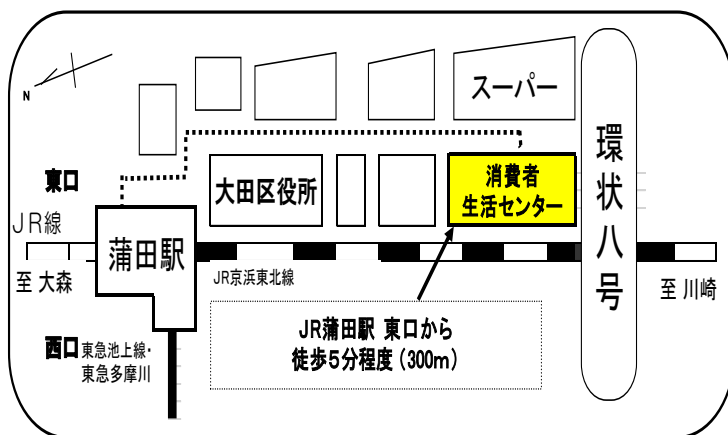 スーパー
N
環状八号
東口
大田区役所
消費者
生活センター
JR線
蒲田駅
至 大森
JR京浜東北線
至 川崎
JR蒲田駅 東口から
徒歩5分程度（300m）
西口 東急池上線・
東急多摩川